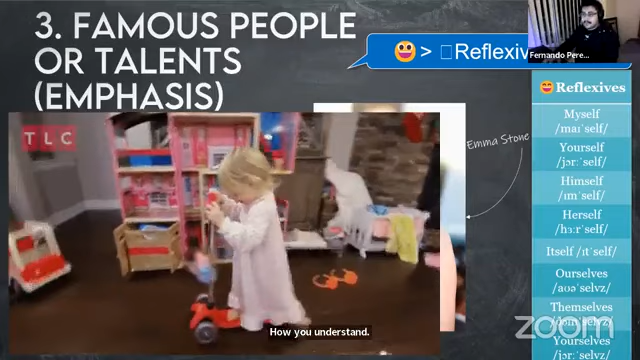 3. FAMOUS PEOPLE
OR TALENTS
(EMPHASIS)
😀 > Reflexiv
Fernando Pere...
😄 Reflexives
Myself
/maɪˈself/
Yourself
/jɔːrˈself/
Himself
/ɪmˈself/
Herself
/hɜːrˈself/
Itself /ɪtˈself/
Ourselves
/aʊəˈselvz/
Themselves
Yourselves
/jɔːrˈselvz/
Emma Stone
TLC
How you understand.
zoom